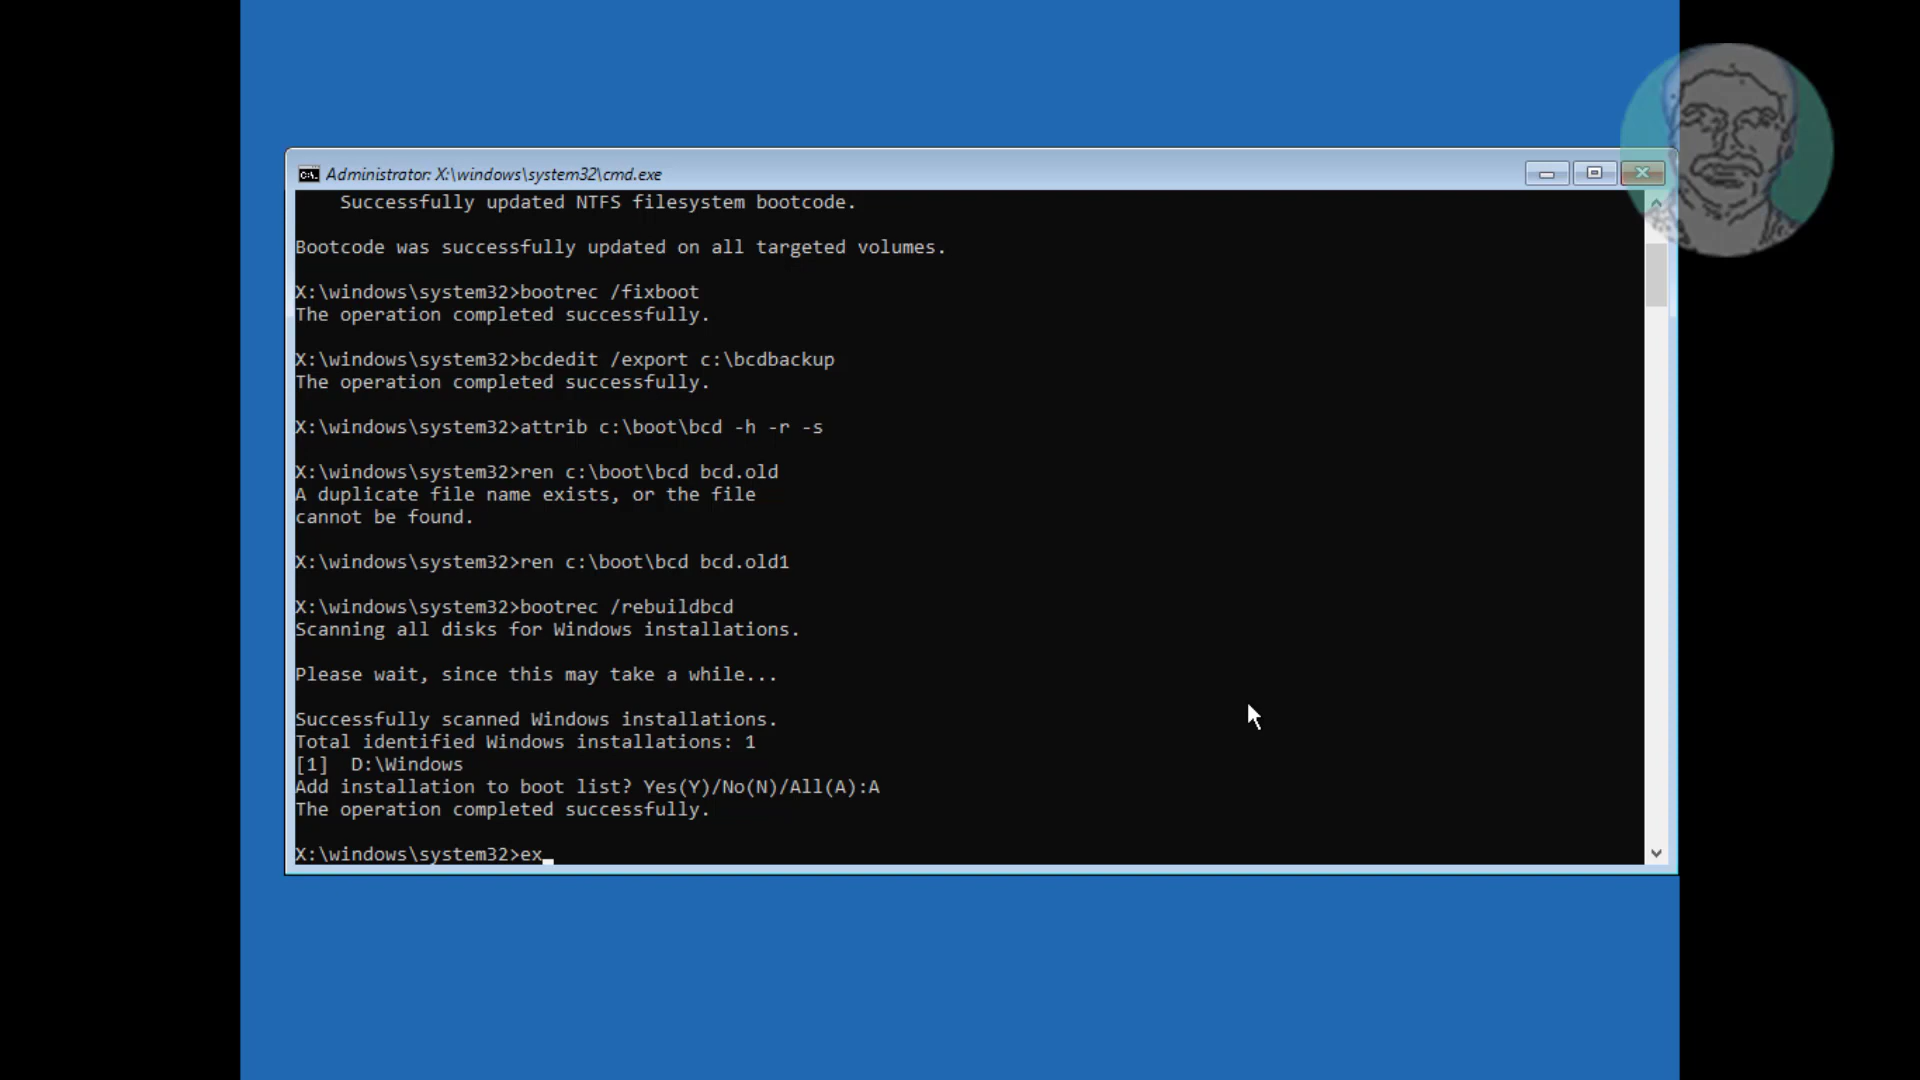 Administrator: X:\windows\system32\cmd.exe
Successfully updated NTFS filesystem bootcode.
Bootcode was successfully updated on all targeted volumes.
X:\windows\system32>bootrec /fixboot
The operation completed successfully.
X:\windows\system32>bcdedit /export c:\bcdbackup
The operation completed successfully.
X:\windows\system32>attrib c:\boot\bcd -h -r -s
X:\windows\system32>ren c:\boot\bcd bcd.old
A duplicate file name exists, or the file
cannot be found.
X:\windows\system32>ren c:\boot\bcd bcd.old1
X:\windows\system32>bootrec /rebuildbcd
Scanning all disks for Windows installations.
Please wait, since this may take a while...
Successfully scanned Windows installations.
Total identified Windows installations: 1
[1]  D:\Windows
Add installation to boot list? Yes(Y)/No(N)/All(A):A
The operation completed successfully.
X:\windows\system32>ex_